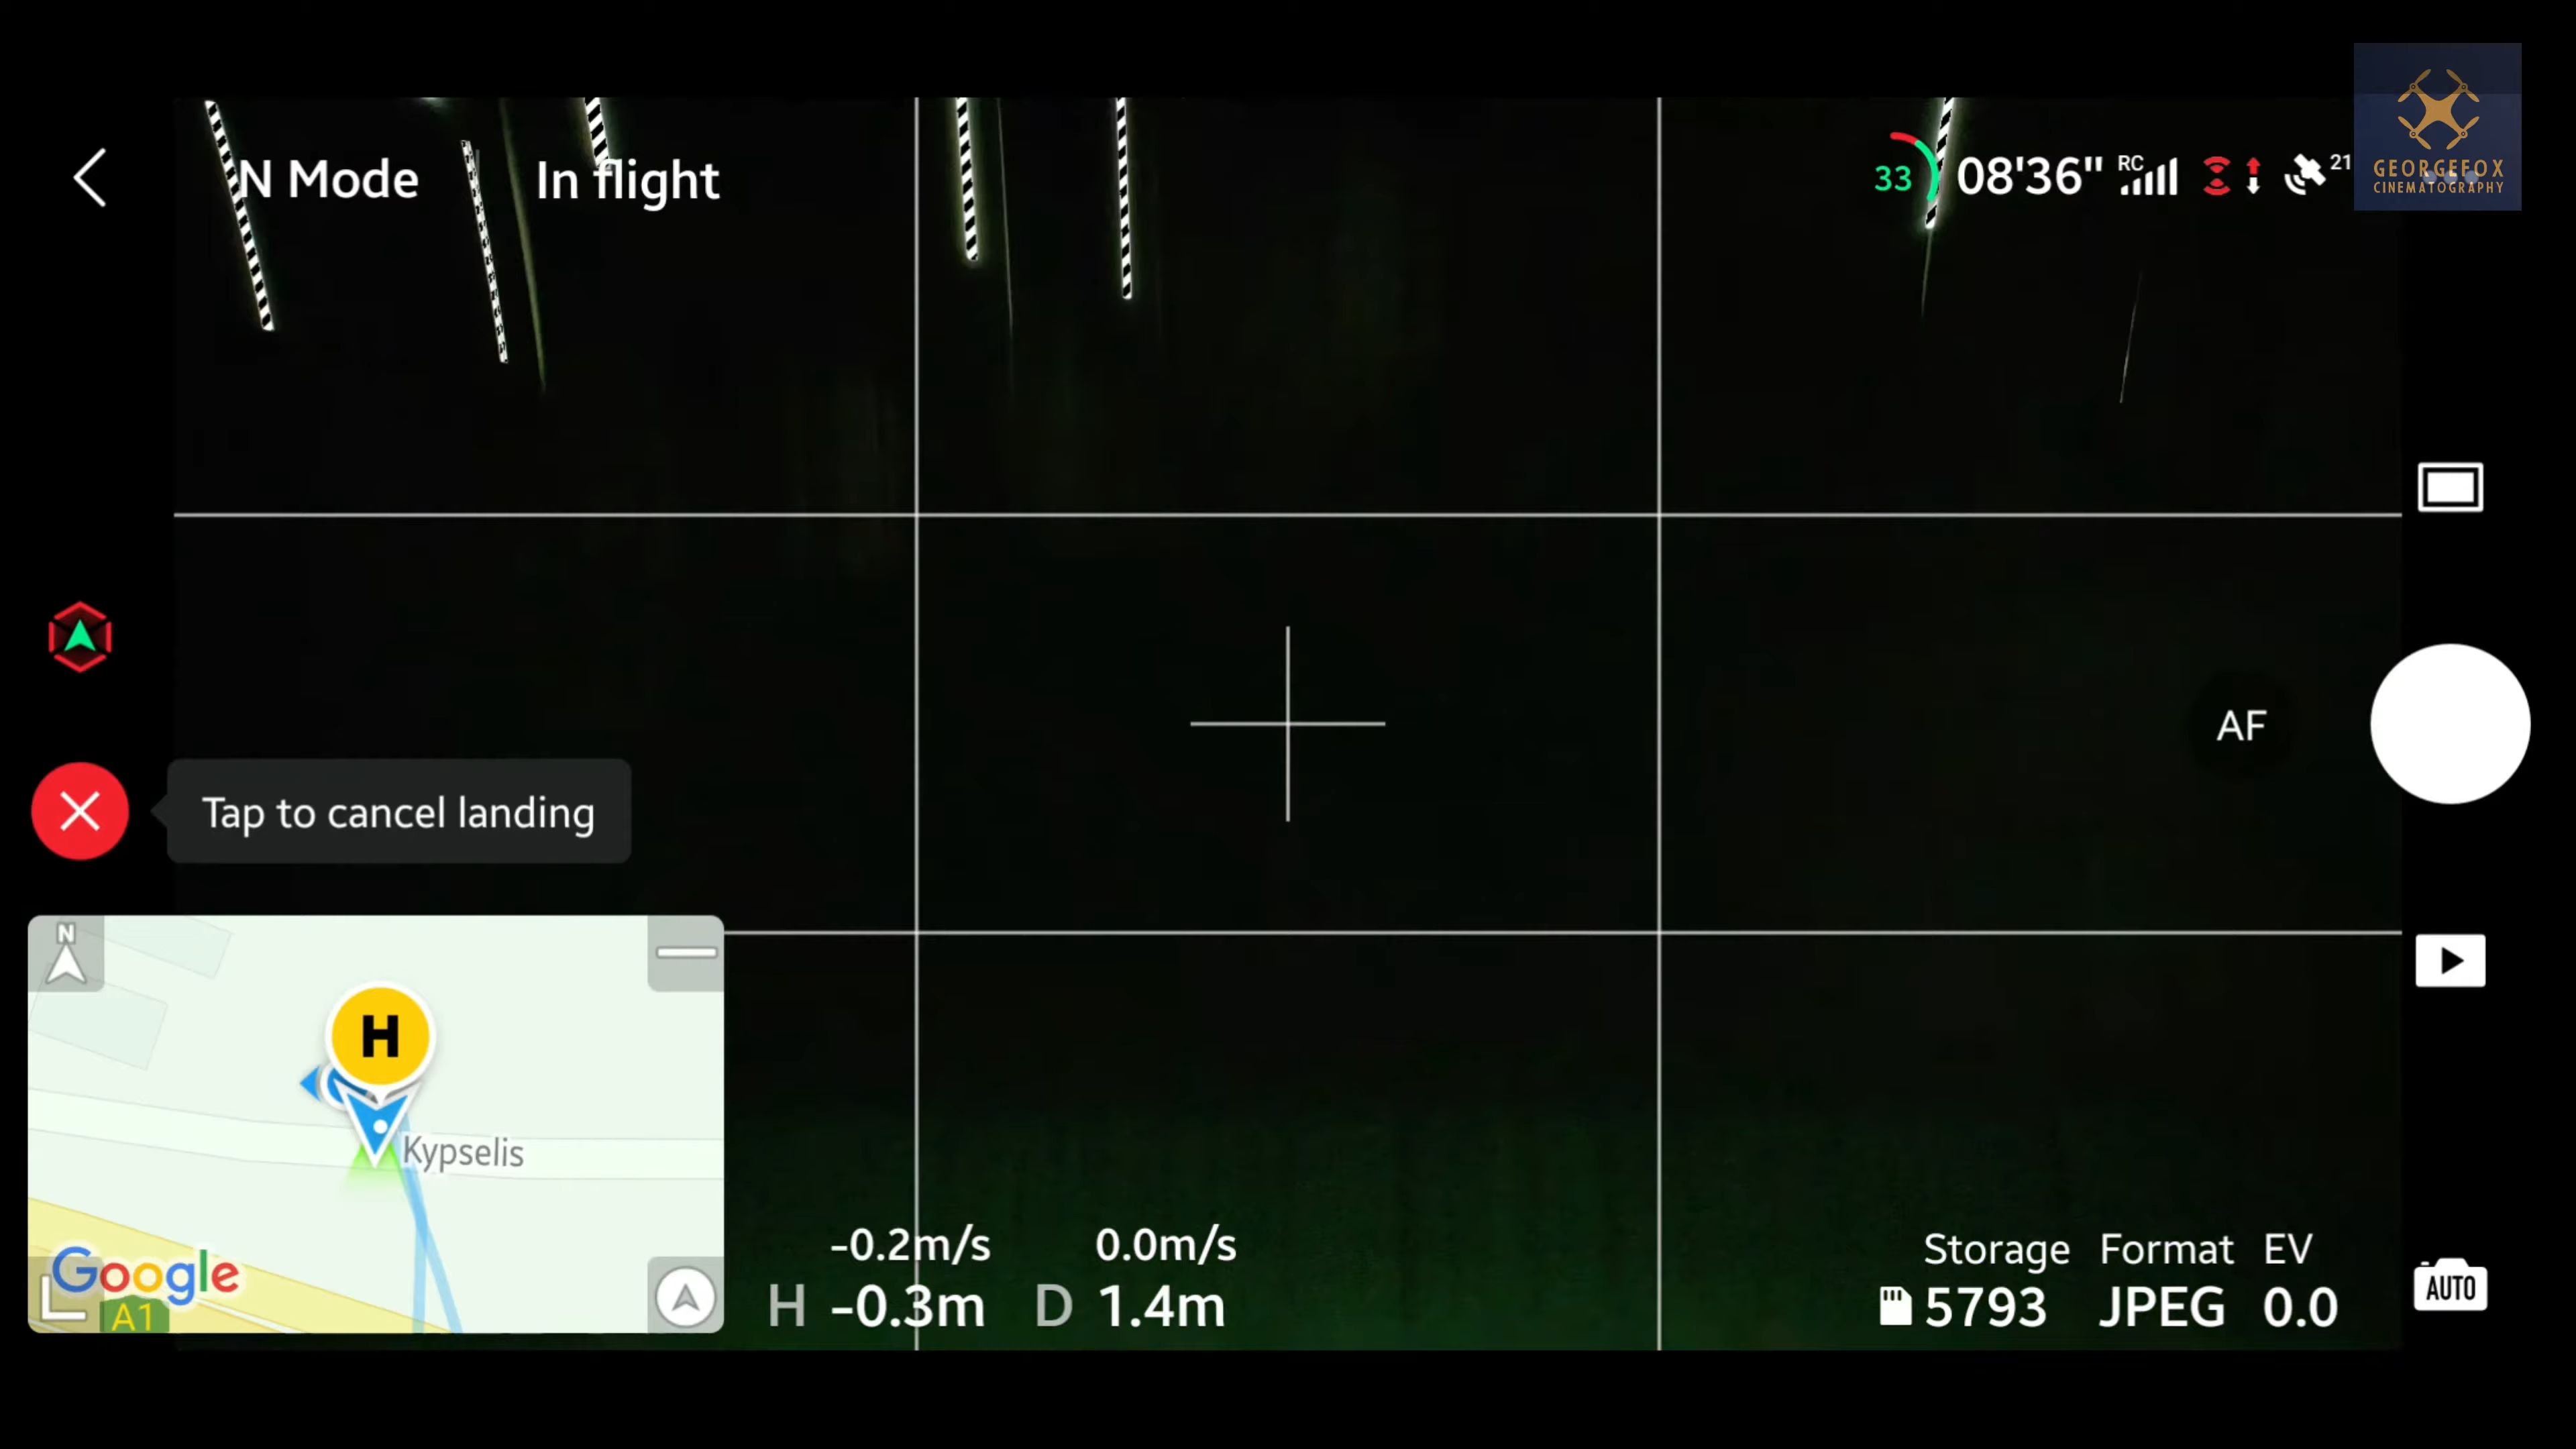 N Mode
In flight
33
08'36"
RC
21
GEORGEFOX
CINEMATOGRAPHY
AF
Tap to cancel landing
N
H
Kypselis
Google
A1
-0.2m/s 0.0m/s
H -0.3m D 1.4m
Storage Format EV
5793 JPEG 0.0
AUTO